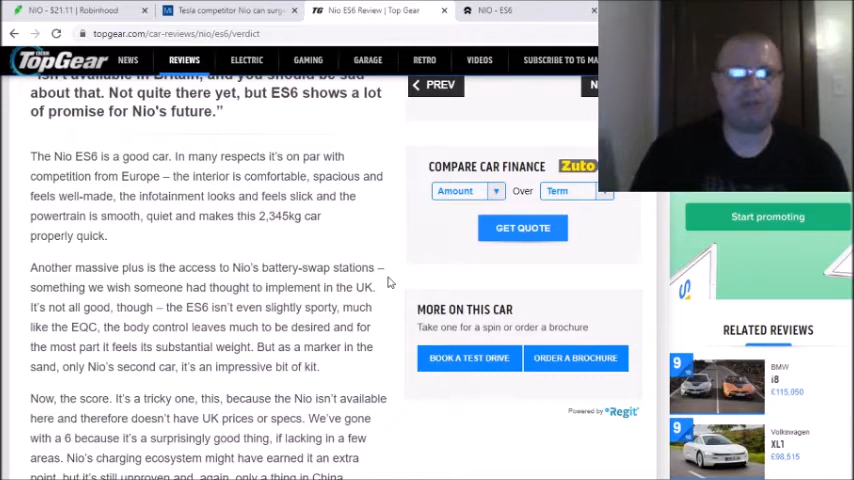 NIO - $21.11 | Robinhood
Tesla competitor Nio can surg
TG Nio ES6 Review | Top Gear
NIO - ES6
topgear.com/car-reviews/nio/es6/verdict
BBC
TopGear
NEWS
REVIEWS
ELECTRIC
GAMING
GARAGE
RETRO
VIDEOS
SUBSCRIBE TO TG MA
"Isn't available in Britain, and you should be sad
about that. Not quite there yet, but ES6 shows a lot
of promise for Nio's future."
The Nio ES6 is a good car. In many respects it's on par with
competition from Europe – the interior is comfortable, spacious and
feels well-made, the infotainment looks and feels slick and the
powertrain is smooth, quiet and makes this 2,345kg car
properly quick.
Another massive plus is the access to Nio's battery-swap stations –
something we wish someone had thought to implement in the UK.
It's not all good, though – the ES6 isn't even slightly sporty, much
like the EQC, the body control leaves much to be desired and for
the most part it feels its substantial weight. But as a marker in the
sand, only Nio's second car, it's an impressive bit of kit.
Now, the score. It's a tricky one, this, because the Nio isn't available
here and therefore doesn't have UK prices or specs. We've gone
with a 6 because it's a surprisingly good thing, if lacking in a few
areas. Nio's charging ecosystem might have earned it an extra
point, but it's still unproven and, again, only a thing in China.
PREV
N
COMPARE CAR FINANCE
Zuto
Amount
Over
Term
GET QUOTE
MORE ON THIS CAR
Take one for a spin or order a brochure
BOOK A TEST DRIVE
ORDER A BROCHURE
Powered by Regit
Start promoting
RELATED REVIEWS
9
BMW
i8
£115,950
9
Volkswagen
XL1
£98,515